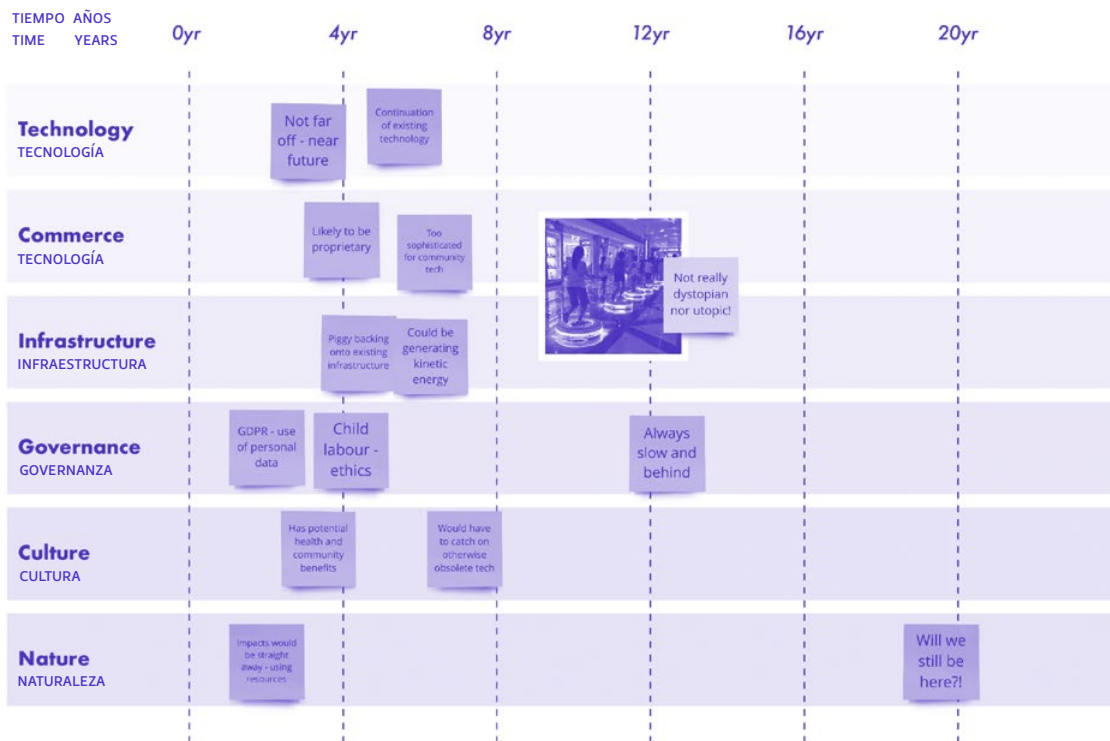 TIEMPO AÑOS
TIME YEARS
0yr 4yr 8yr 12yr 16yr 20yr
Technology
TECNOLOGÍA
Not far
off - near
future
Continuation
of existing
technology
Commerce
TECNOLOGÍA
Likely to be
proprietary
Too
sophisticated
for community
tech
Not really
dystopian
nor utopic!
Infrastructure
INFRAESTRUCTURA
Piggy backing
onto existing
infrastructure
Could be
generating
kinetic
energy
Governance
GOVERNANZA
GDPR - use
of personal
data
Child
labour -
ethics
Always
slow and
behind
Culture
CULTURA
Has potential
health and
community
benefits
Would have
to catch on
otherwise
obsolete tech
Nature
NATURALEZA
Impacts would
be straight
away - using
resources
Will we
still be
here?!